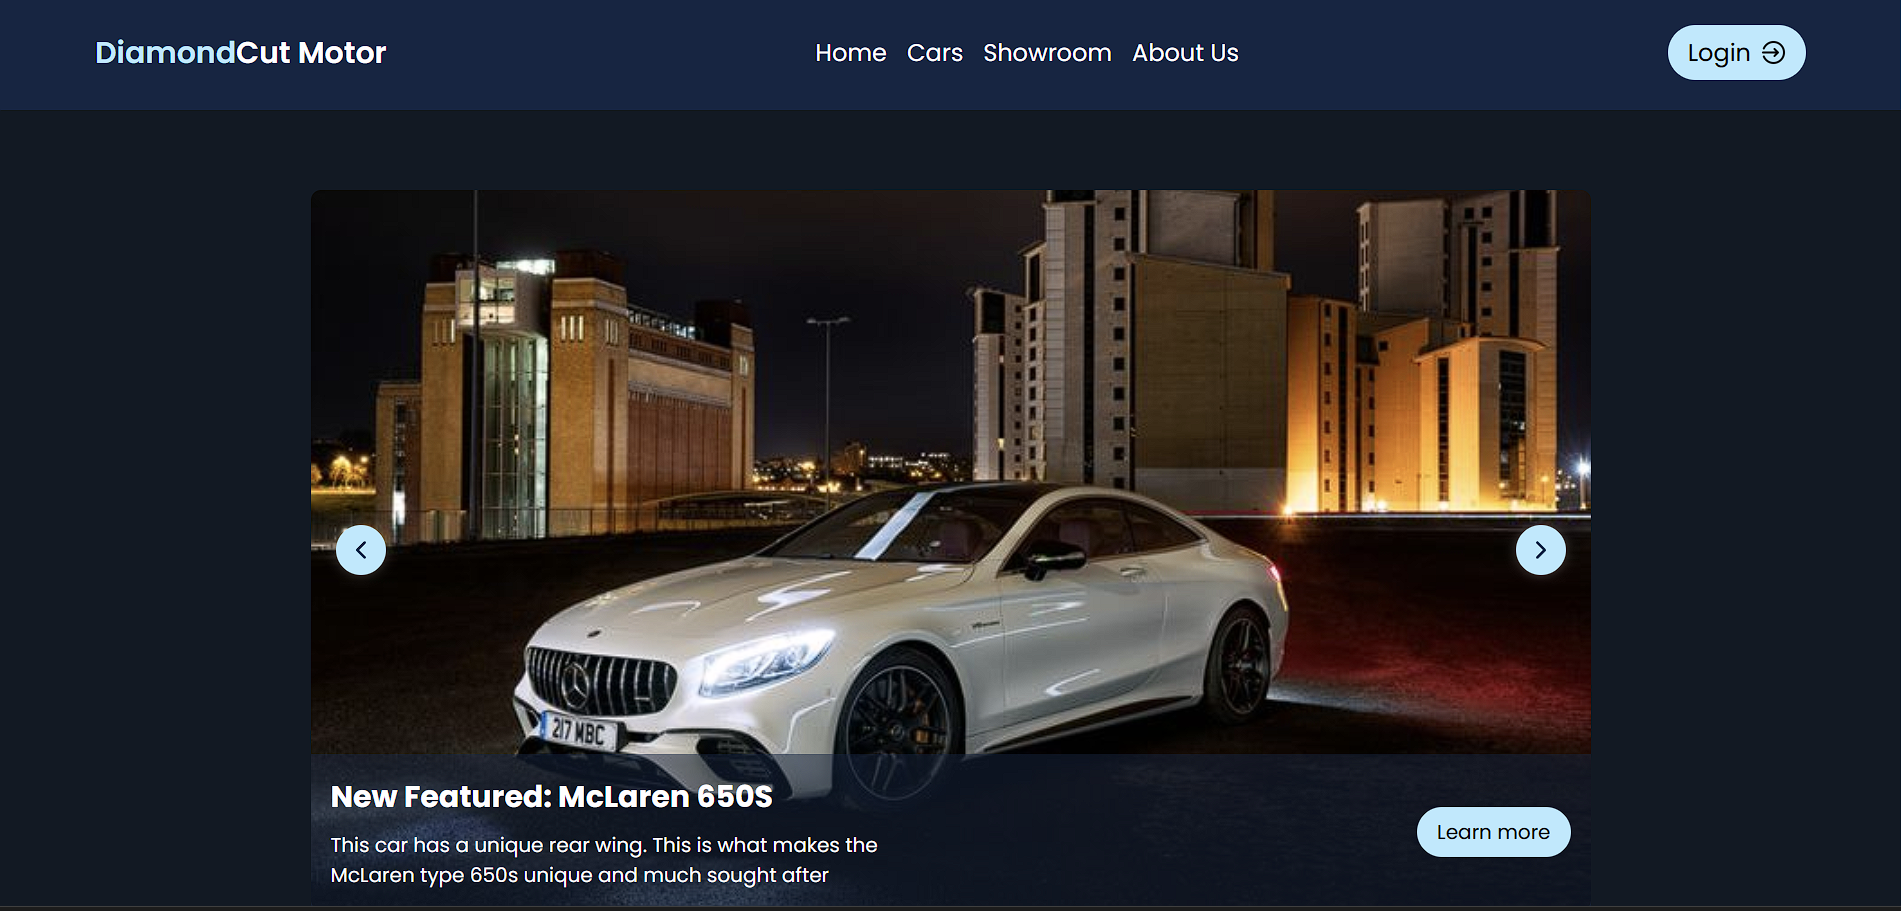 DiamondCut Motor
Home Cars Showroom About Us
Login
217 MBC
New Featured: McLaren 650S
This car has a unique rear wing. This is what makes the
McLaren type 650s unique and much sought after
Learn more